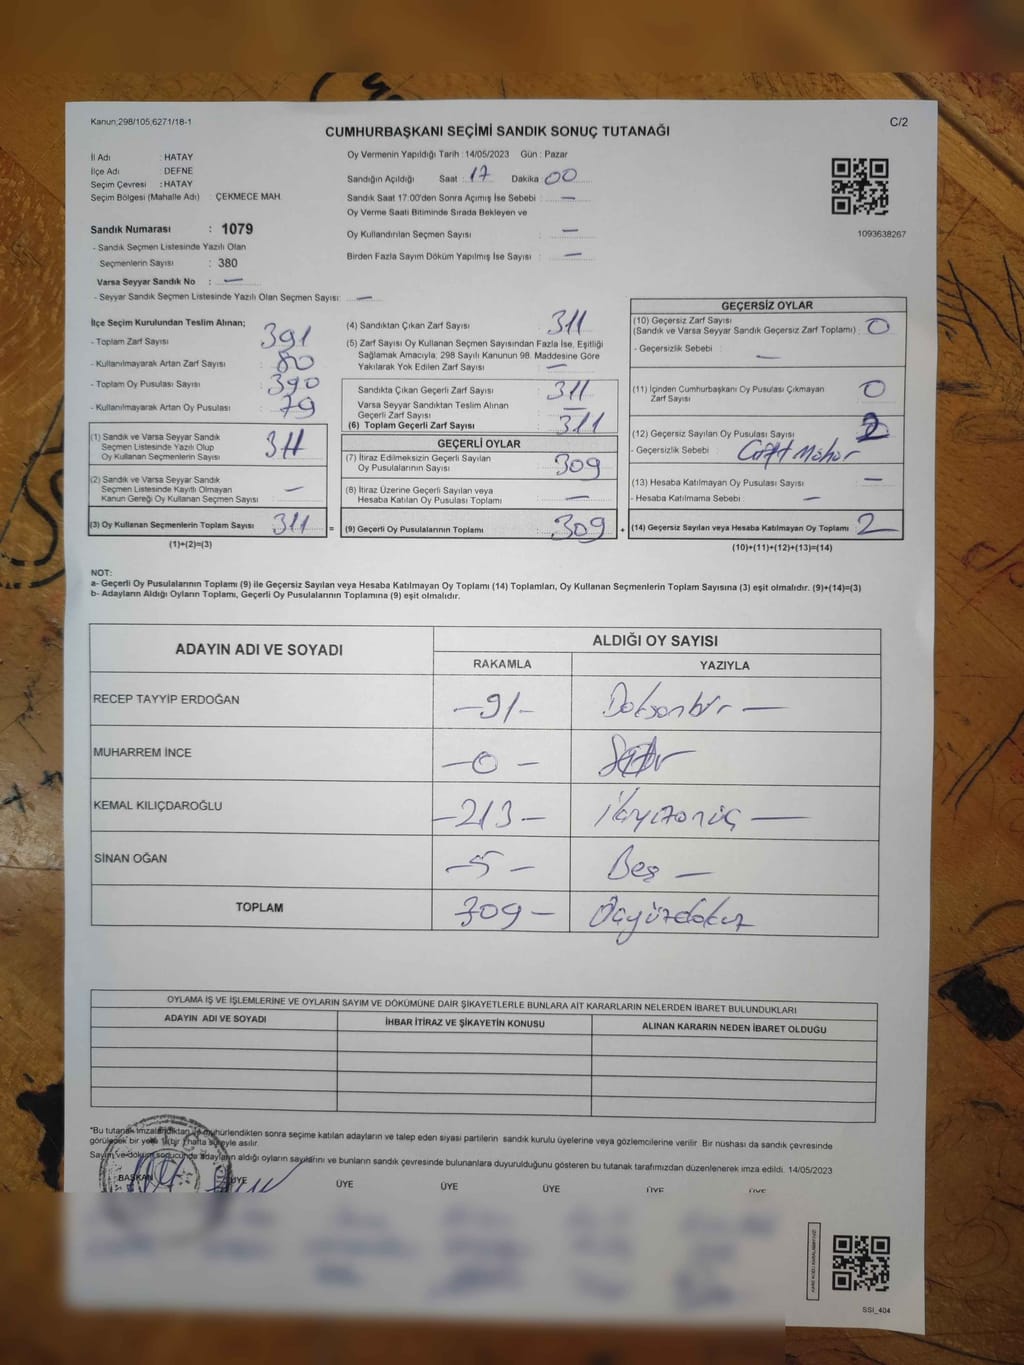 Kanun;298/105,6271/18-1
C/2
CUMHURBAŞKANI SEÇİMİ SANDIK SONUÇ TUTANAĞI
İl Adı : HATAY
İlçe Adı : DEFNE
Seçim Çevresi : HATAY
Seçim Bölgesi (Mahalle Adı) ÇEKMECE MAH.
Sandık Numarası : 1079
- Sandık Seçmen Listesinde Yazılı Olan
Seçmenlerin Sayısı : 380
Varsa Seyyar Sandık No : —
- Seyyar Sandık Seçmen Listesinde Yazılı Olan Seçmen Sayısı: —
Oy Vermenin Yapıldığı Tarih : 14/05/2023 Gün : Pazar
Sandığın Açıldığı Saat : 17 Dakika : 00
Sandık Saat 17:00'den Sonra Açımış İse Sebebi : —
Oy Verme Saati Bitiminde Sırada Bekleyen ve
Oy Kullandırılan Seçmen Sayısı : —
Birden Fazla Sayım Döküm Yapılmış İse Sayısı : —
1093638267
İlçe Seçim Kurulundan Teslim Alınan;
- Toplam Zarf Sayısı : 391
- Kullanılmayarak Artan Zarf Sayısı : 80
- Toplam Oy Pusulası Sayısı : 390
- Kullanılmayarak Artan Oy Pusulası : 79
(1) Sandık ve Varsa Seyyar Sandık
Seçmen Listesinde Yazılı Olup
Oy Kullanan Seçmenlerin Sayısı 311
(2) Sandık ve Varsa Seyyar Sandık
Seçmen Listesinde Kayıtlı Olmayan
Kanun Gereği Oy Kullanan Seçmen Sayısı : —
(3) Oy Kullanan Seçmenlerin Toplam Sayısı : 311 =
(1)+(2)=(3)
(4) Sandıktan Çıkan Zarf Sayısı : 311
(5) Zarf Sayısı Oy Kullanan Seçmen Sayısından Fazla İse, Eşitliği
Sağlamak Amacıyla, 298 Sayılı Kanunun 98. Maddesine Göre
Yakılarak Yok Edilen Zarf Sayısı : —
Sandıkta Çıkan Geçerli Zarf Sayısı : 311
Varsa Seyyar Sandıktan Teslim Alınan
Geçerli Zarf Sayısı : —
(6) Toplam Geçerli Zarf Sayısı : 311
GEÇERLİ OYLAR
(7) İtiraz Edilmeksizin Geçerli Sayılan
Oy Pusulalarının Sayısı : 309
(8) İtiraz Üzerine Geçerli Sayılan veya
Hesaba Katılan Oy Pusulası Toplamı : —
(9) Geçerli Oy Pusulalarının Toplamı : 309 +
GEÇERSİZ OYLAR
(10) Geçersiz Zarf Sayısı
(Sandık ve Varsa Seyyar Sandık Geçersiz Zarf Toplamı) : 0
- Geçersizlik Sebebi : —
(11) İçinden Cumhurbaşkanı Oy Pusulası Çıkmayan
Zarf Sayısı : 0
(12) Geçersiz Sayılan Oy Pusulası Sayısı : 2
- Geçersizlik Sebebi : Çift Mühür
(13) Hesaba Katılmayan Oy Pusulası Sayısı : —
- Hesaba Katılmama Sebebi : —
(14) Geçersiz Sayılan veya Hesaba Katılmayan Oy Toplamı : 2
(10)+(11)+(12)+(13)=(14)
NOT:
a- Geçerli Oy Pusulalarının Toplamı (9) ile Geçersiz Sayılan veya Hesaba Katılmayan Oy Toplamı (14) Toplamları, Oy Kullanan Seçmenlerin Toplam Sayısına (3) eşit olmalıdır. (9)+(14)=(3)
b- Adayların Aldığı Oyların Toplamı, Geçerli Oy Pusulalarının Toplamına (9) eşit olmalıdır.
ADAYIN ADI VE SOYADI ALDIĞI OY SAYISI
RAKAMLA YAZIYLA
RECEP TAYYİP ERDOĞAN —91— Doksanbir —
MUHARREM İNCE —0— Sıfır
KEMAL KILIÇDAROĞLU —213— İkiyüzonüç —
SİNAN OĞAN —5— Beş —
TOPLAM 309— Üçyüzdokuz
OYLAMA İŞ VE İŞLEMLERİNE VE OYLARIN SAYIM VE DÖKÜMÜNE DAİR ŞİKAYETLERLE BUNLARA AİT KARARLARIN NELERDEN İBARET BULUNDUKLARI
ADAYIN ADI VE SOYADI İHBAR İTİRAZ VE ŞİKAYETİN KONUSU ALINAN KARARIN NEDEN İBARET OLDUĞU
*Bu tutanak imzalandıktan ve mühürlendikten sonra seçime katılan adayların ve talep eden siyasi partilerin sandık kurulu üyelerine veya gözlemcilerine verilir. Bir nüshası da sandık çevresinde
görülecek bir yere 1 (bir) hafta süreyle asılır.
Sayım ve döküm sonucunda adayların aldığı oyların sayılarını ve bunların sandık çevresinde bulunanlara duyurulduğunu gösteren bu tutanak tarafımızdan düzenlenerek imza edildi. 14/05/2023
BAŞKAN ÜYE ÜYE ÜYE ÜYE ÜYE ÜYE
SSI_404